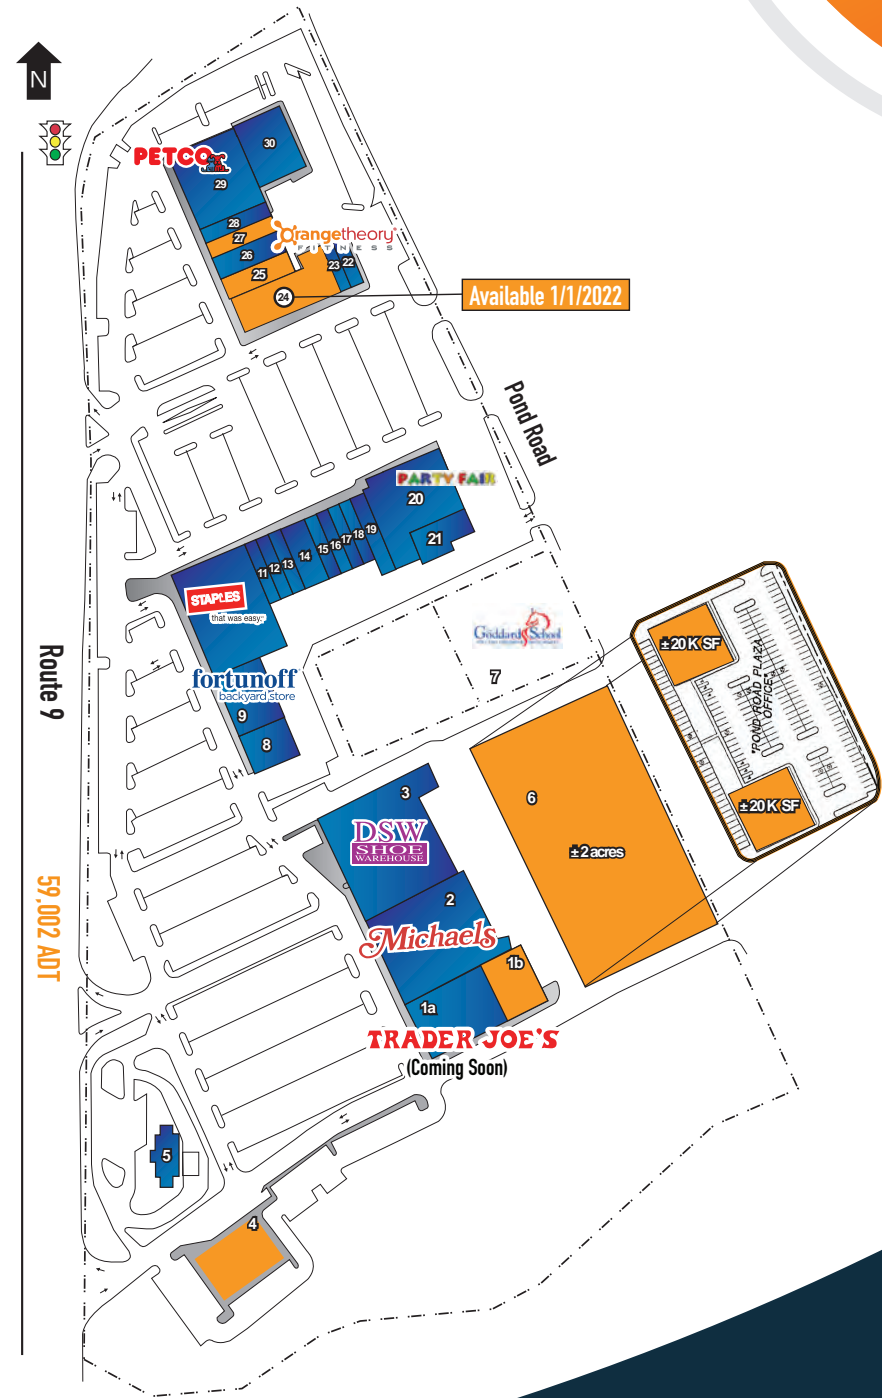 N
PETCO
30
29
28
27
26
25
24
23
22
Orangetheory
FITNESS
Available 1/1/2022
Pond Road
PARTY FAIR
20
21
19
18
17
16
15
14
13
12
11
STAPLES
that was easy.
fortunoff
backyard store
9
8
Goddard School
7
Route 9
59,002 ADT
±20K SF
"POND ROAD PLAZA
OFFICE"
±20K SF
6
±2 acres
3
DSW
SHOE
WAREHOUSE
2
Michaels
1b
1a
TRADER JOE'S
(Coming Soon)
5
4